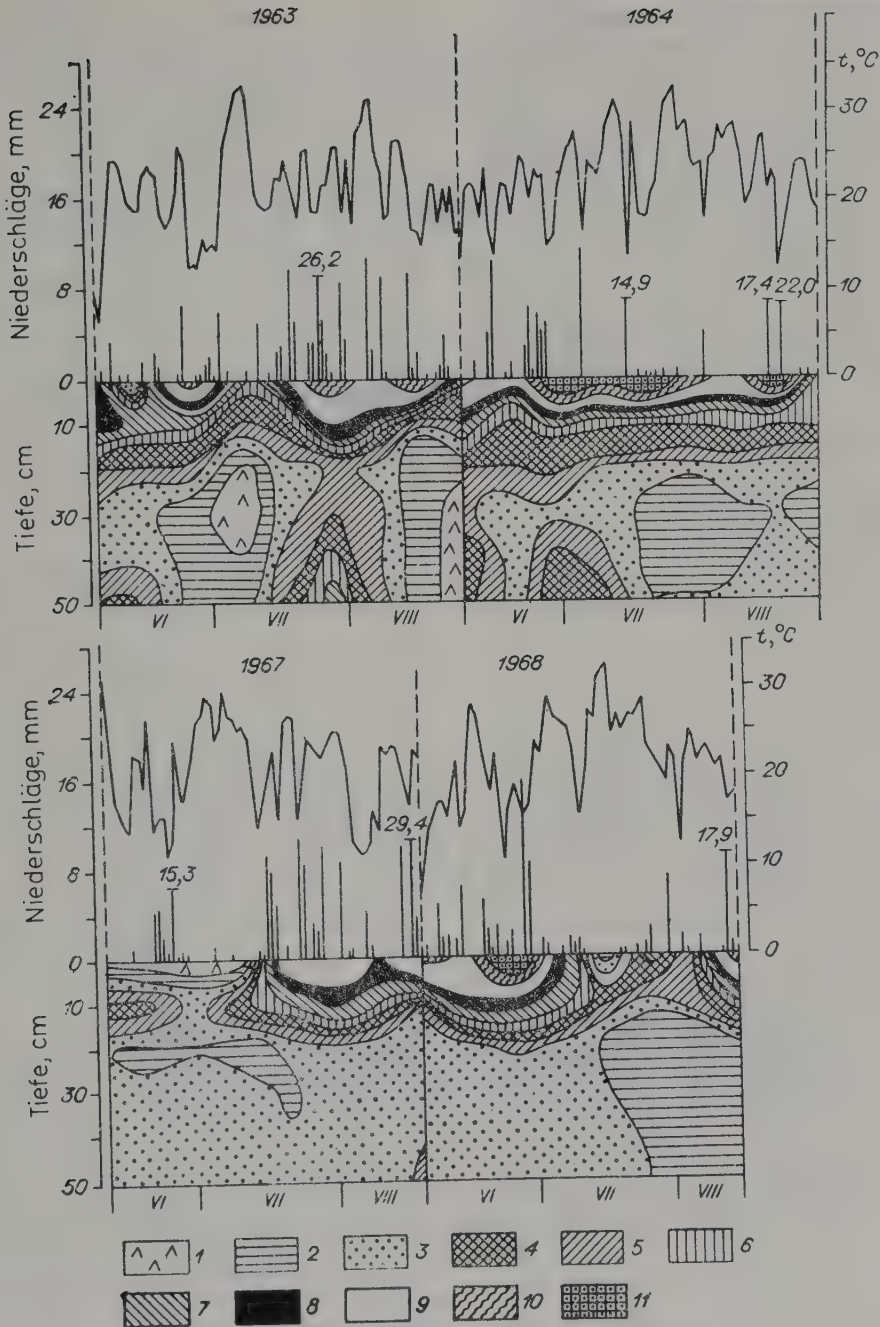 1963
1964
Niederschläge, mm
24
16
8
0
t,°C
30
20
10
0
26,2
14,9
17,4
22,0
Tiefe, cm
10
30
50
VI
VII
VIII
VI
VII
VIII
1967
1968
Niederschläge, mm
24
16
8
0
t,°C
30
20
10
0
15,3
29,4
17,9
Tiefe, cm
10
30
50
VI
VII
VIII
VI
VII
VIII
1
2
3
4
5
6
7
8
9
10
11